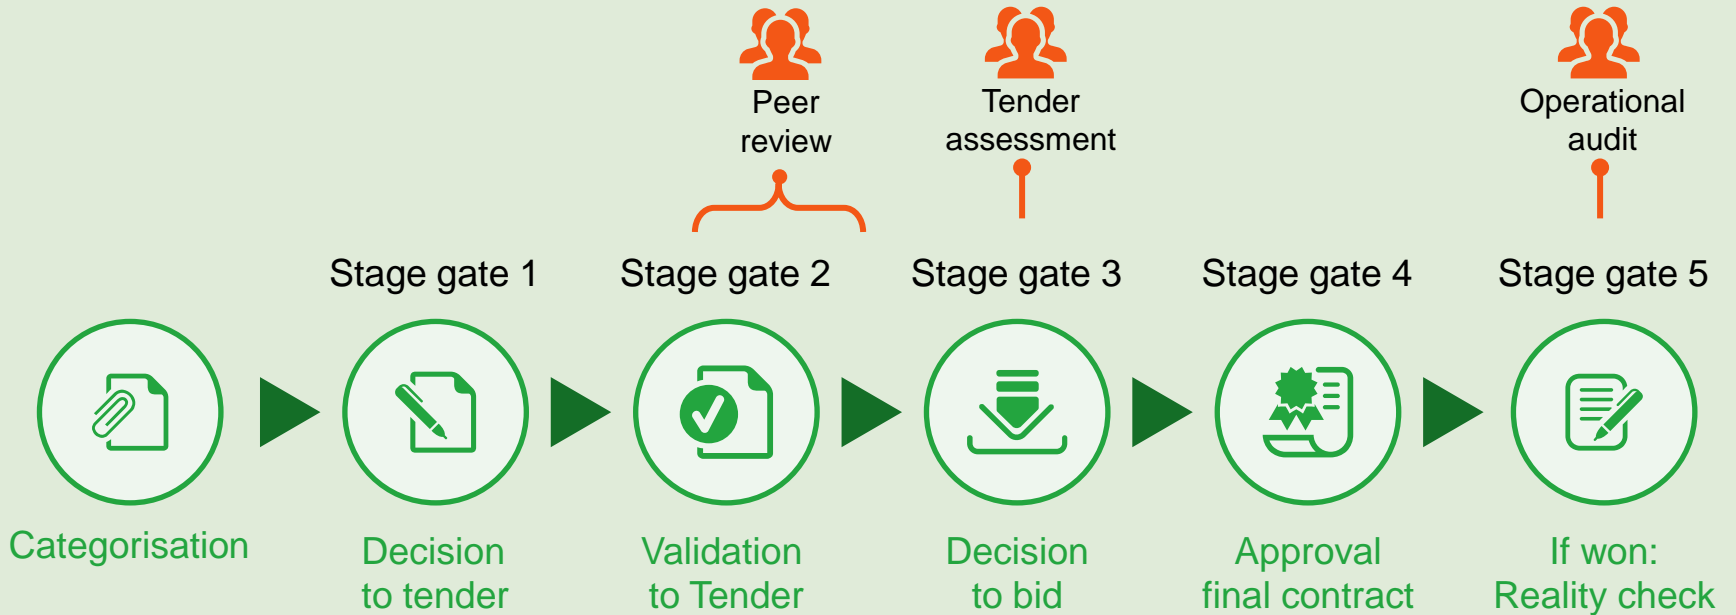 Peer
review
Tender
assessment
Operational
audit
Stage gate 1
Stage gate 2
Stage gate 3
Stage gate 4
Stage gate 5
Categorisation
Decision
to tender
Validation
to Tender
Decision
to bid
Approval
final contract
If won:
Reality check